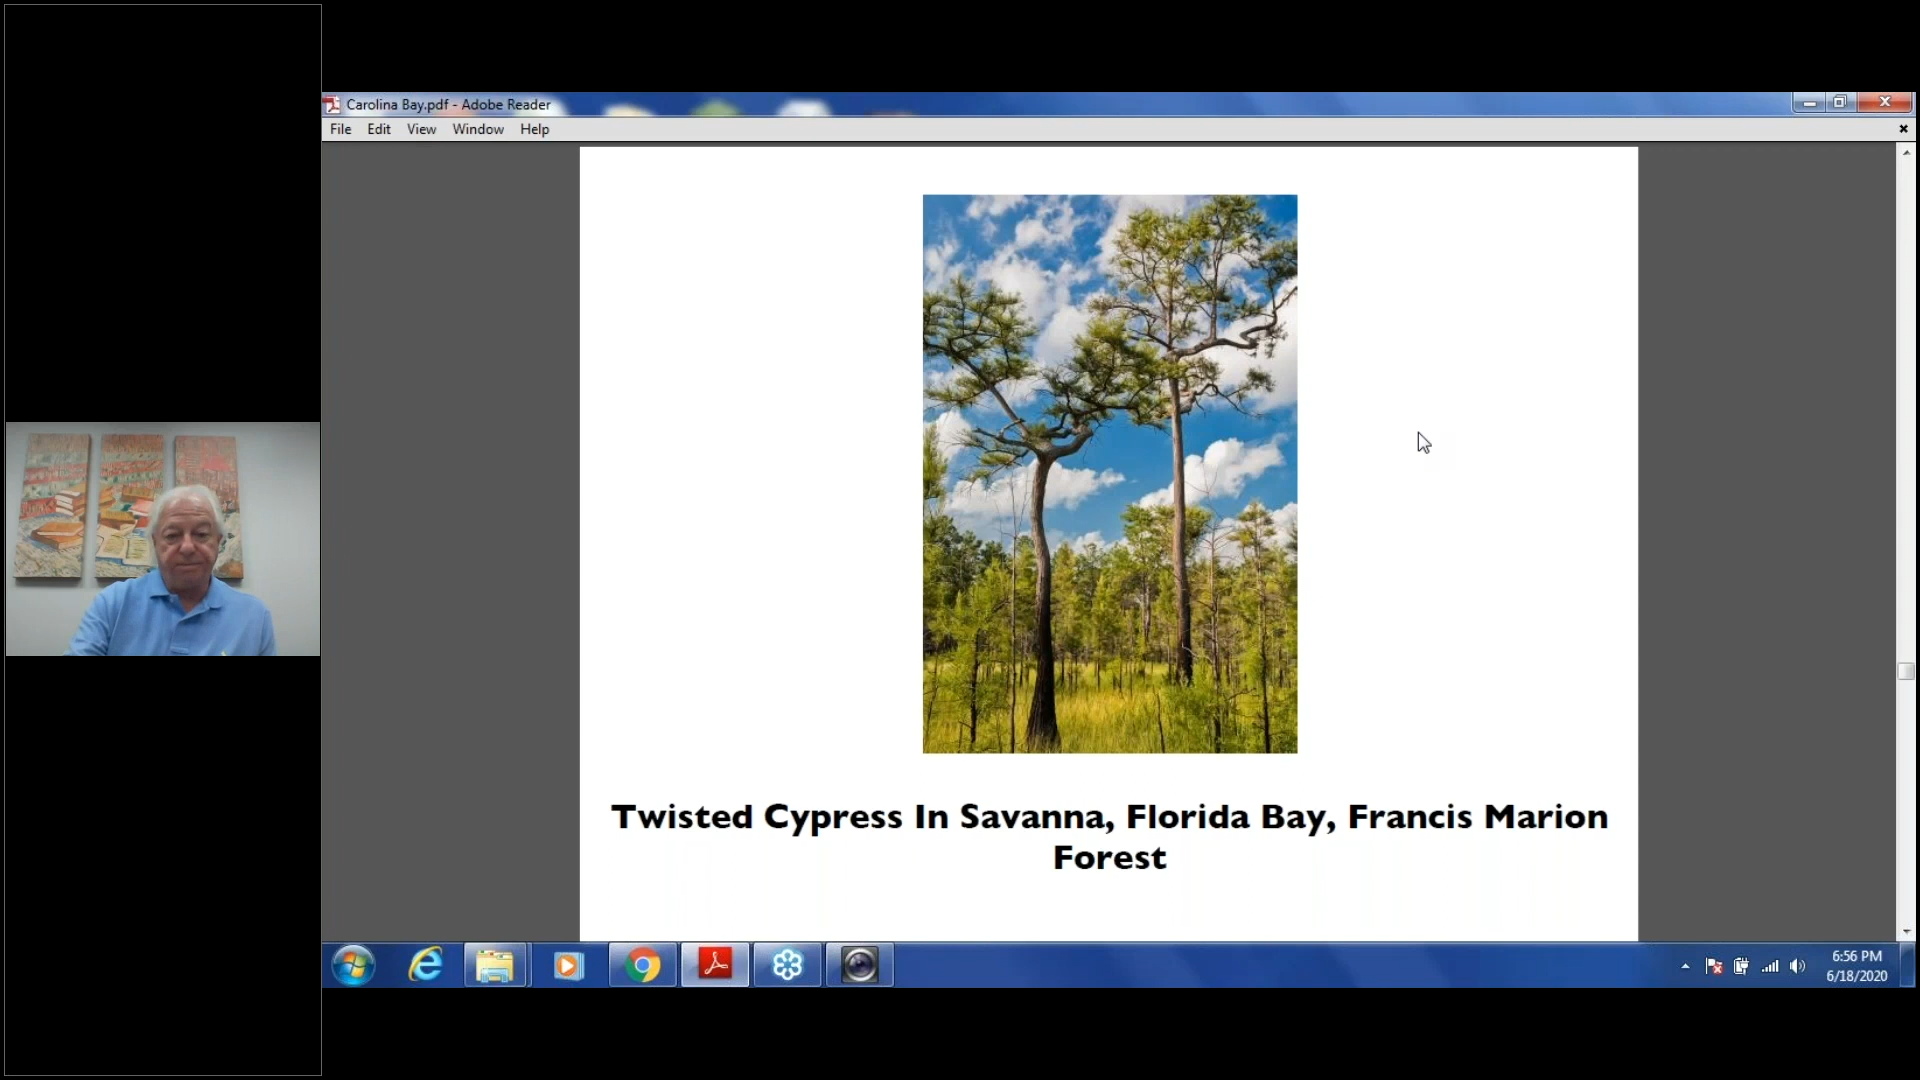 Carolina Bay.pdf - Adobe Reader
File Edit View Window Help
Twisted Cypress In Savanna, Florida Bay, Francis Marion
Forest
6:56 PM
6/18/2020